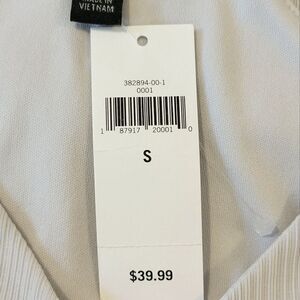 MADE IN
VIETNAM
382894-00-1
0001
1 87917 20001 0
S
$39.99